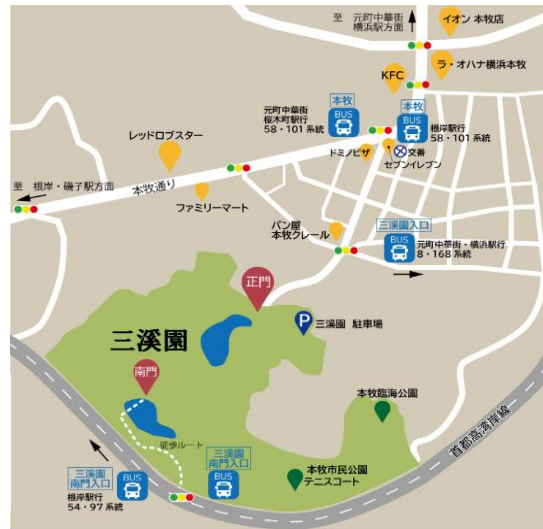 至 元町中華街
横浜駅方面
イオン 本牧店
ラ・オハナ横浜本牧
KFC
元町中華街
桜木町駅行
58・101系統
本牧
BUS
本牧
BUS
根岸駅行
58・101系統
レッドロブスター
ドミノピザ
交番
セブンイレブン
至 根岸・磯子駅方面
本牧通り
ファミリーマート
パン屋
本牧クレール
三溪園入口
BUS
元町中華街・横浜駅行
8・168系統
正門
P
三溪園 駐車場
三溪園
南門
本牧臨海公園
徒歩ルート
首都高湾岸線
三溪園
南門入口
BUS
根岸駅行
54・97系統
三溪園
南門入口
BUS
本牧市民公園
テニスコート